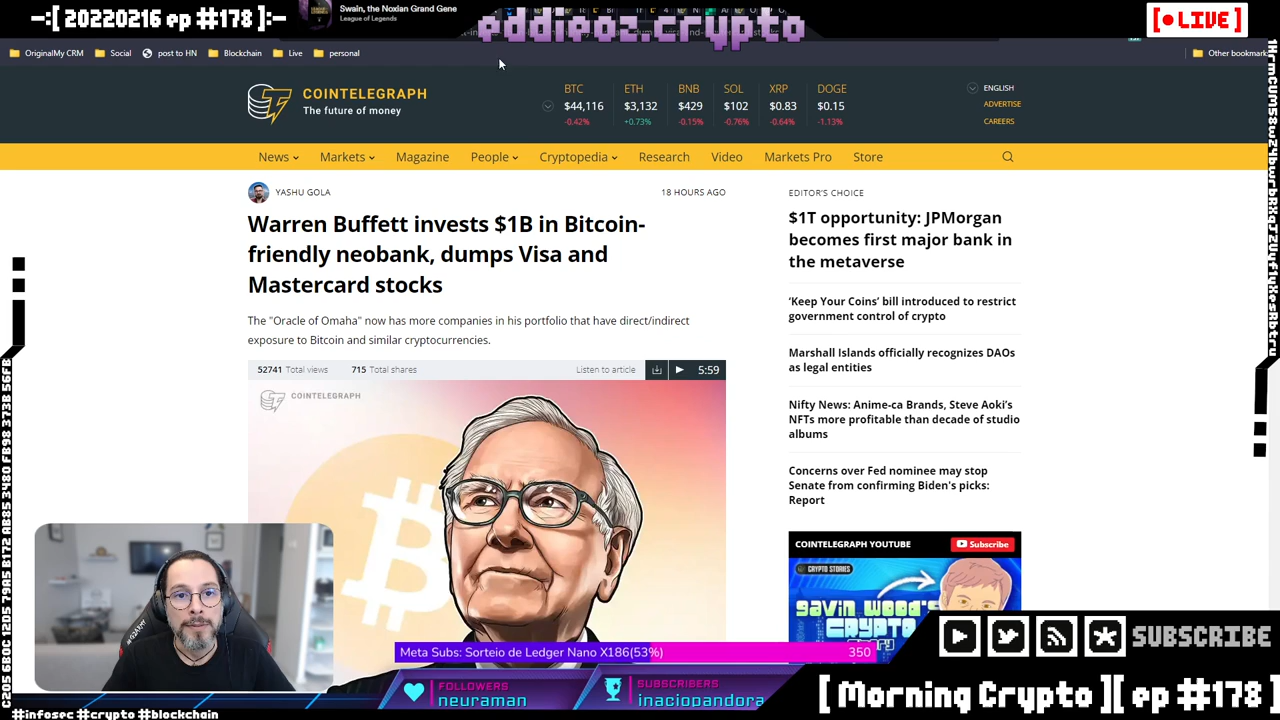 -:[ 20220216 ep #178 ]:-
Swain, the Noxian Grand Gene
League of Legends
eddieoz.crypto
[● LIVE]
OriginalMy CRM
Social
post to HN
Blockchain
Live
personal
Other bookmark
COINTELEGRAPH
The future of money
BTC ETH BNB SOL XRP DOGE
$44,116 $3,132 $429 $102 $0.83 $0.15
-0.42% +0.73% -0.15% -0.76% -0.64% -1.13%
ENGLISH
ADVERTISE
CAREERS
News Markets Magazine People Cryptopedia Research Video Markets Pro Store
YASHU GOLA
18 HOURS AGO
Warren Buffett invests $1B in Bitcoin-
friendly neobank, dumps Visa and
Mastercard stocks
The "Oracle of Omaha" now has more companies in his portfolio that have direct/indirect
exposure to Bitcoin and similar cryptocurrencies.
52741 Total views 715 Total shares
Listen to article 5:59
COINTELEGRAPH
EDITOR'S CHOICE
$1T opportunity: JPMorgan
becomes first major bank in
the metaverse
‘Keep Your Coins’ bill introduced to restrict
government control of crypto
Marshall Islands officially recognizes DAOs
as legal entities
Nifty News: Anime-ca Brands, Steve Aoki’s
NFTs more profitable than decade of studio
albums
Concerns over Fed nominee may stop
Senate from confirming Biden's picks:
Report
COINTELEGRAPH YOUTUBE
Subscribe
CRYPTO STORIES
gavin wood's
crypto
Meta Subs: Sorteio de Ledger Nano X186(53%)
350
FOLLOWERS
neuraman
SUBSCRIBERS
inaciopandora
SUBSCRIBE
[ Morning Crypto ][ ep #178 ]
#infosec #crypto #blockchain